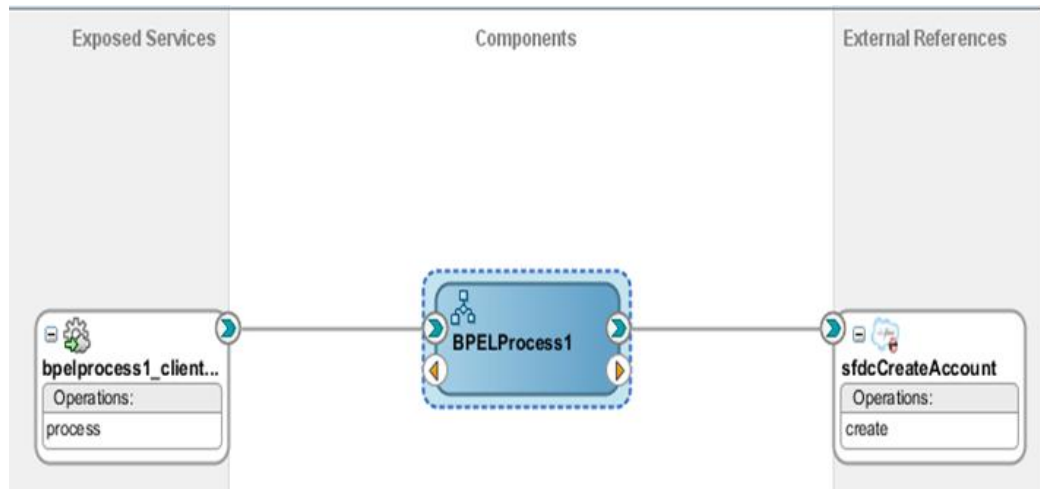 Exposed Services
Components
External References
BPELProcess1
bpelprocess1_client...
Operations:
process
sfdcCreateAccount
Operations:
create